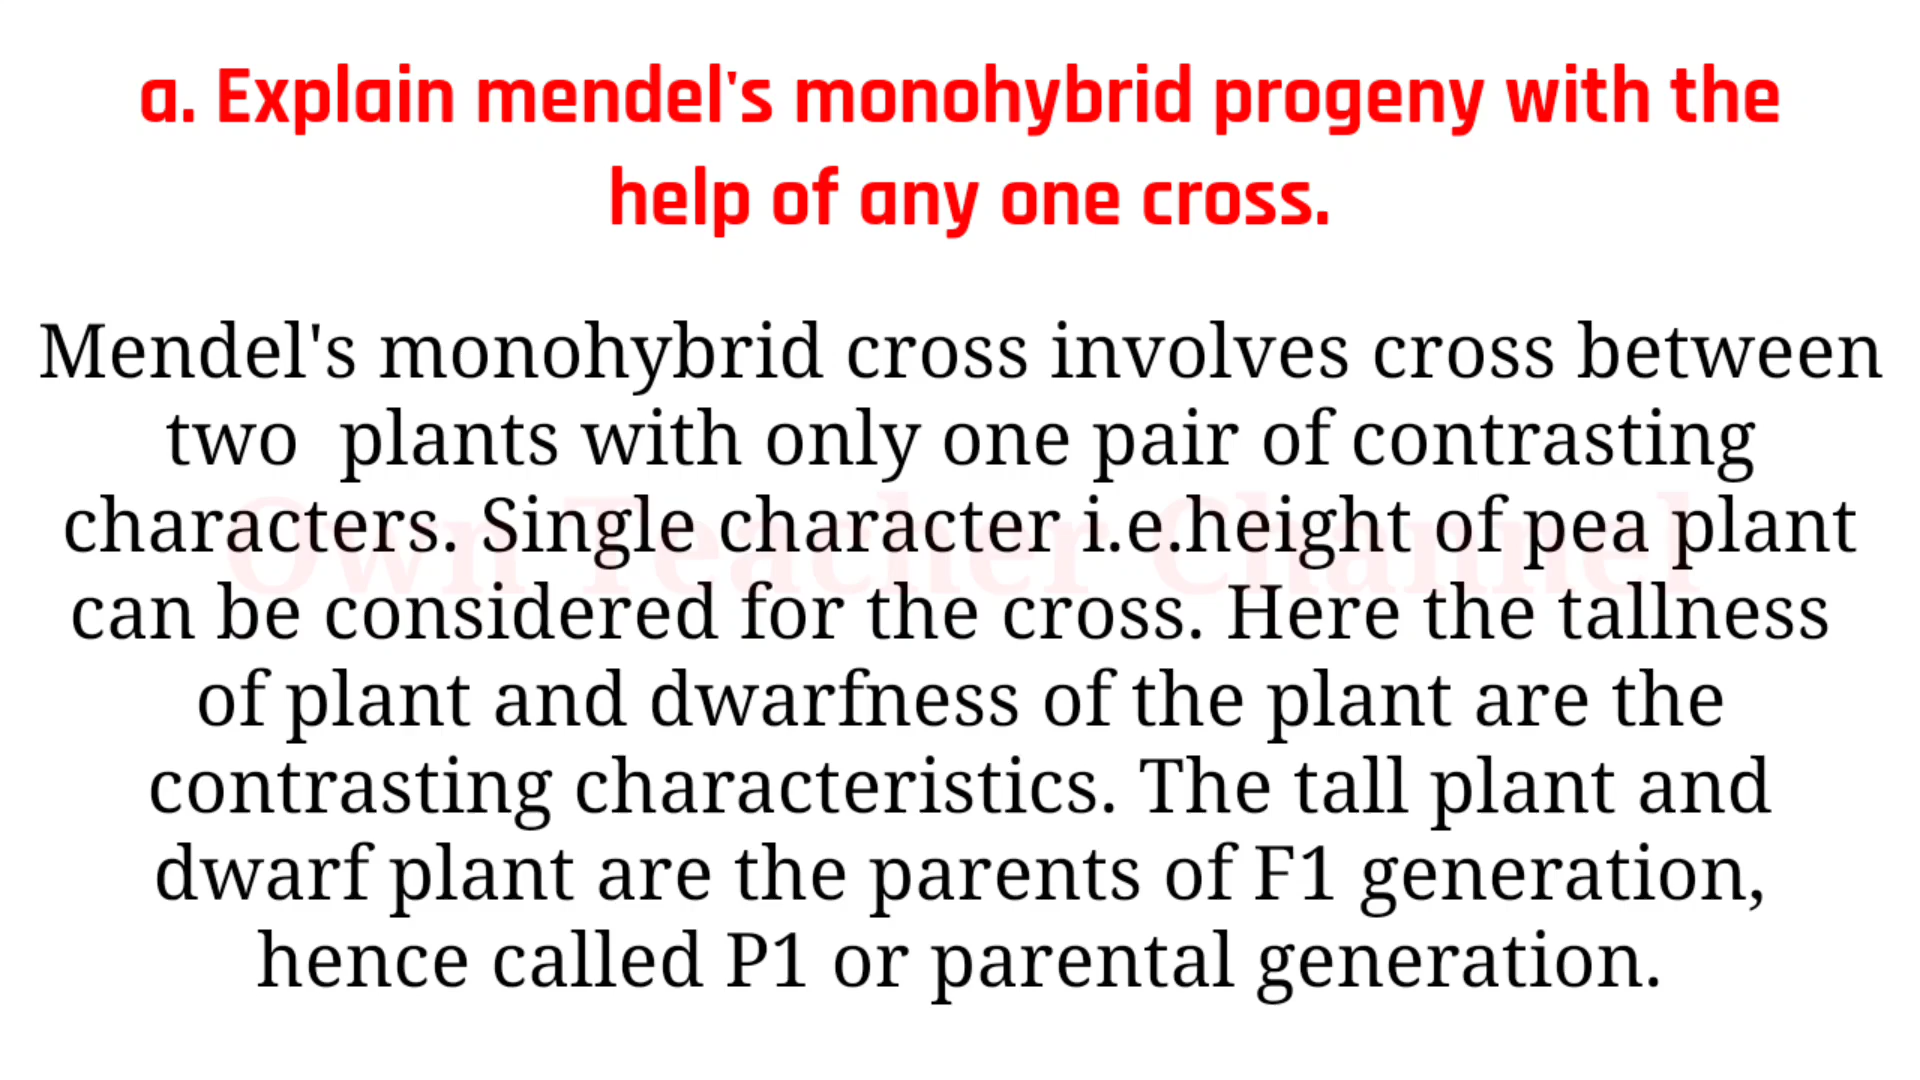 a. Explain mendel's monohybrid progeny with the
help of any one cross.
Mendel's monohybrid cross involves cross between
two  plants with only one pair of contrasting
characters. Single character i.e.height of pea plant
can be considered for the cross. Here the tallness
of plant and dwarfness of the plant are the
contrasting characteristics. The tall plant and
dwarf plant are the parents of F1 generation,
hence called P1 or parental generation.
Own Teacher Channel